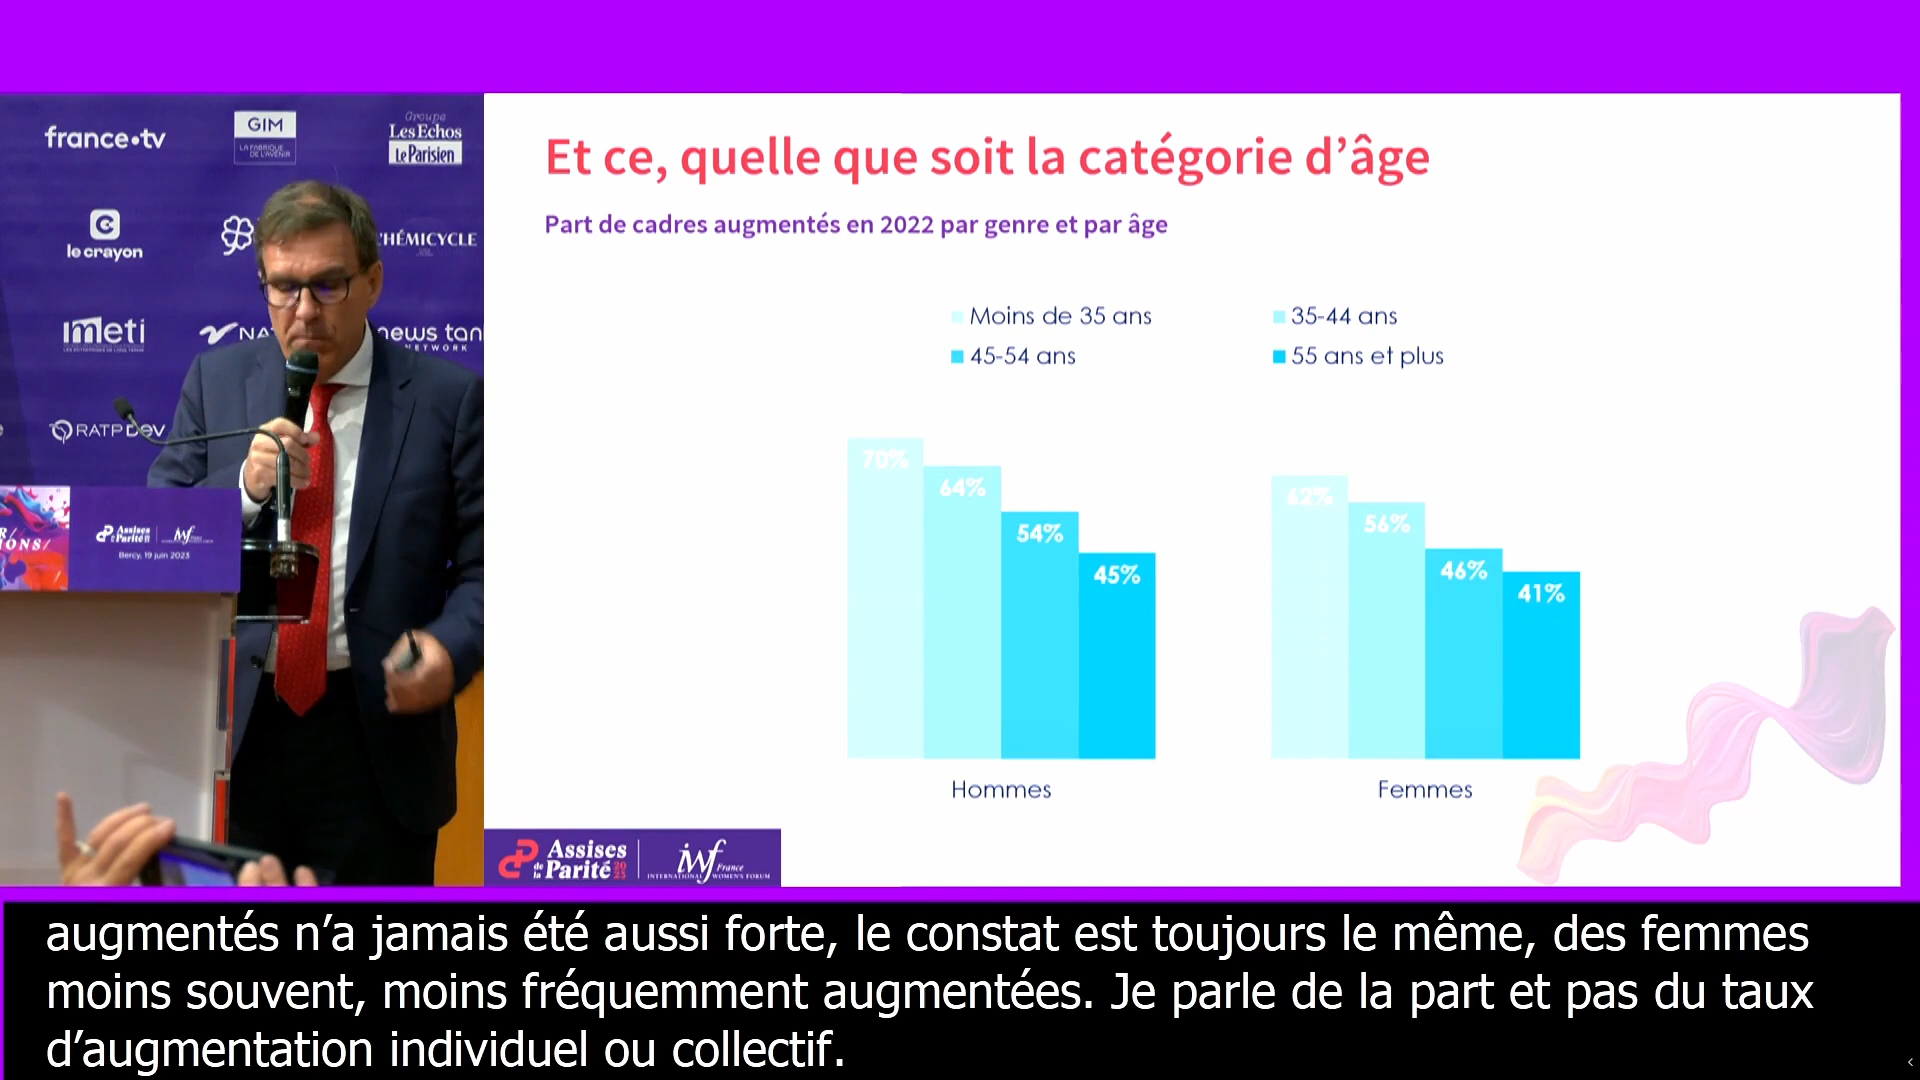 france•tv
GIM
LA FABRIQUE
DE L'AVENIR
Groupe
Les Echos
Le Parisien
le crayon
L'HÉMICYCLE
meti
NA
news tan
NETWORK
RATP DEV
Assises
de la Parité
iwf
Bercy, 19 juin 2023
Et ce, quelle que soit la catégorie d'âge
Part de cadres augmentés en 2022 par genre et par âge
Moins de 35 ans
35-44 ans
45-54 ans
55 ans et plus
70%
64%
54%
45%
62%
56%
46%
41%
Hommes
Femmes
Assises
de la Parité 2023
iwf France
INTERNATIONAL WOMEN'S FORUM
augmentés n'a jamais été aussi forte, le constat est toujours le même, des femmes
moins souvent, moins fréquemment augmentées. Je parle de la part et pas du taux
d'augmentation individuel ou collectif.